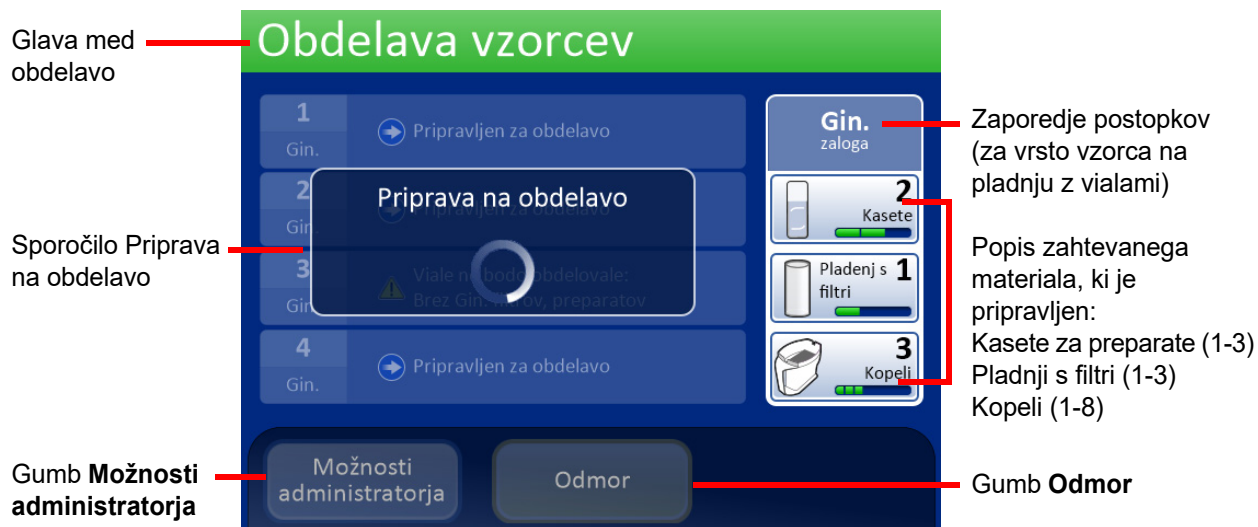 Glava med
obdelavo
Obdelava vzorcev
1
Gin.
Pripravljen za obdelavo
2
Gin.
Pripravljen za obdelavo
Priprava na obdelavo
3
Gin.
Viale ne bodo obdelovale:
Brez Gin. filtrov, preparatov
4
Gin.
Pripravljen za obdelavo
Sporočilo Priprava
na obdelavo
Gin.
zaloga
2
Kasete
Pladenj s
filtri
1
3
Kopeli
Zaporedje postopkov
(za vrsto vzorca na
pladnju z vialami)
Popis zahtevanega
materiala, ki je
pripravljen:
Kasete za preparate (1-3)
Pladnji s filtri (1-3)
Kopeli (1-8)
Gumb Možnosti
administratorja
Možnosti
administratorja
Odmor
Gumb Odmor